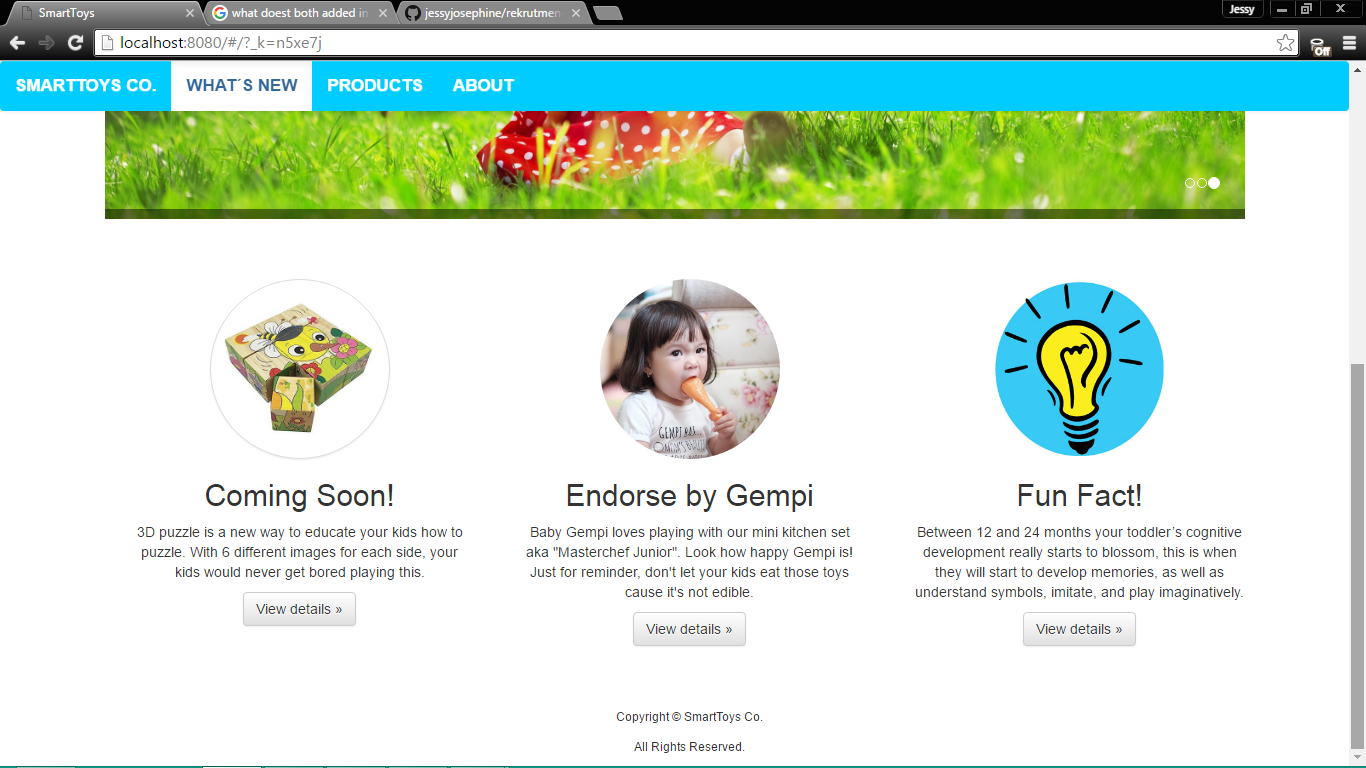 SmartToys
what doest both added in
jessyjosephine/rekrutmen
Jessy
localhost:8080/#/?_k=n5xe7j
Off
SMARTTOYS CO. WHAT´S NEW PRODUCTS ABOUT
GEMPI
Coming Soon!
3D puzzle is a new way to educate your kids how to
puzzle. With 6 different images for each side, your
kids would never get bored playing this.
View details »
Endorse by Gempi
Baby Gempi loves playing with our mini kitchen set
aka "Masterchef Junior". Look how happy Gempi is!
Just for reminder, don't let your kids eat those toys
cause it's not edible.
View details »
Fun Fact!
Between 12 and 24 months your toddler’s cognitive
development really starts to blossom, this is when
they will start to develop memories, as well as
understand symbols, imitate, and play imaginatively.
View details »
Copyright © SmartToys Co.
All Rights Reserved.